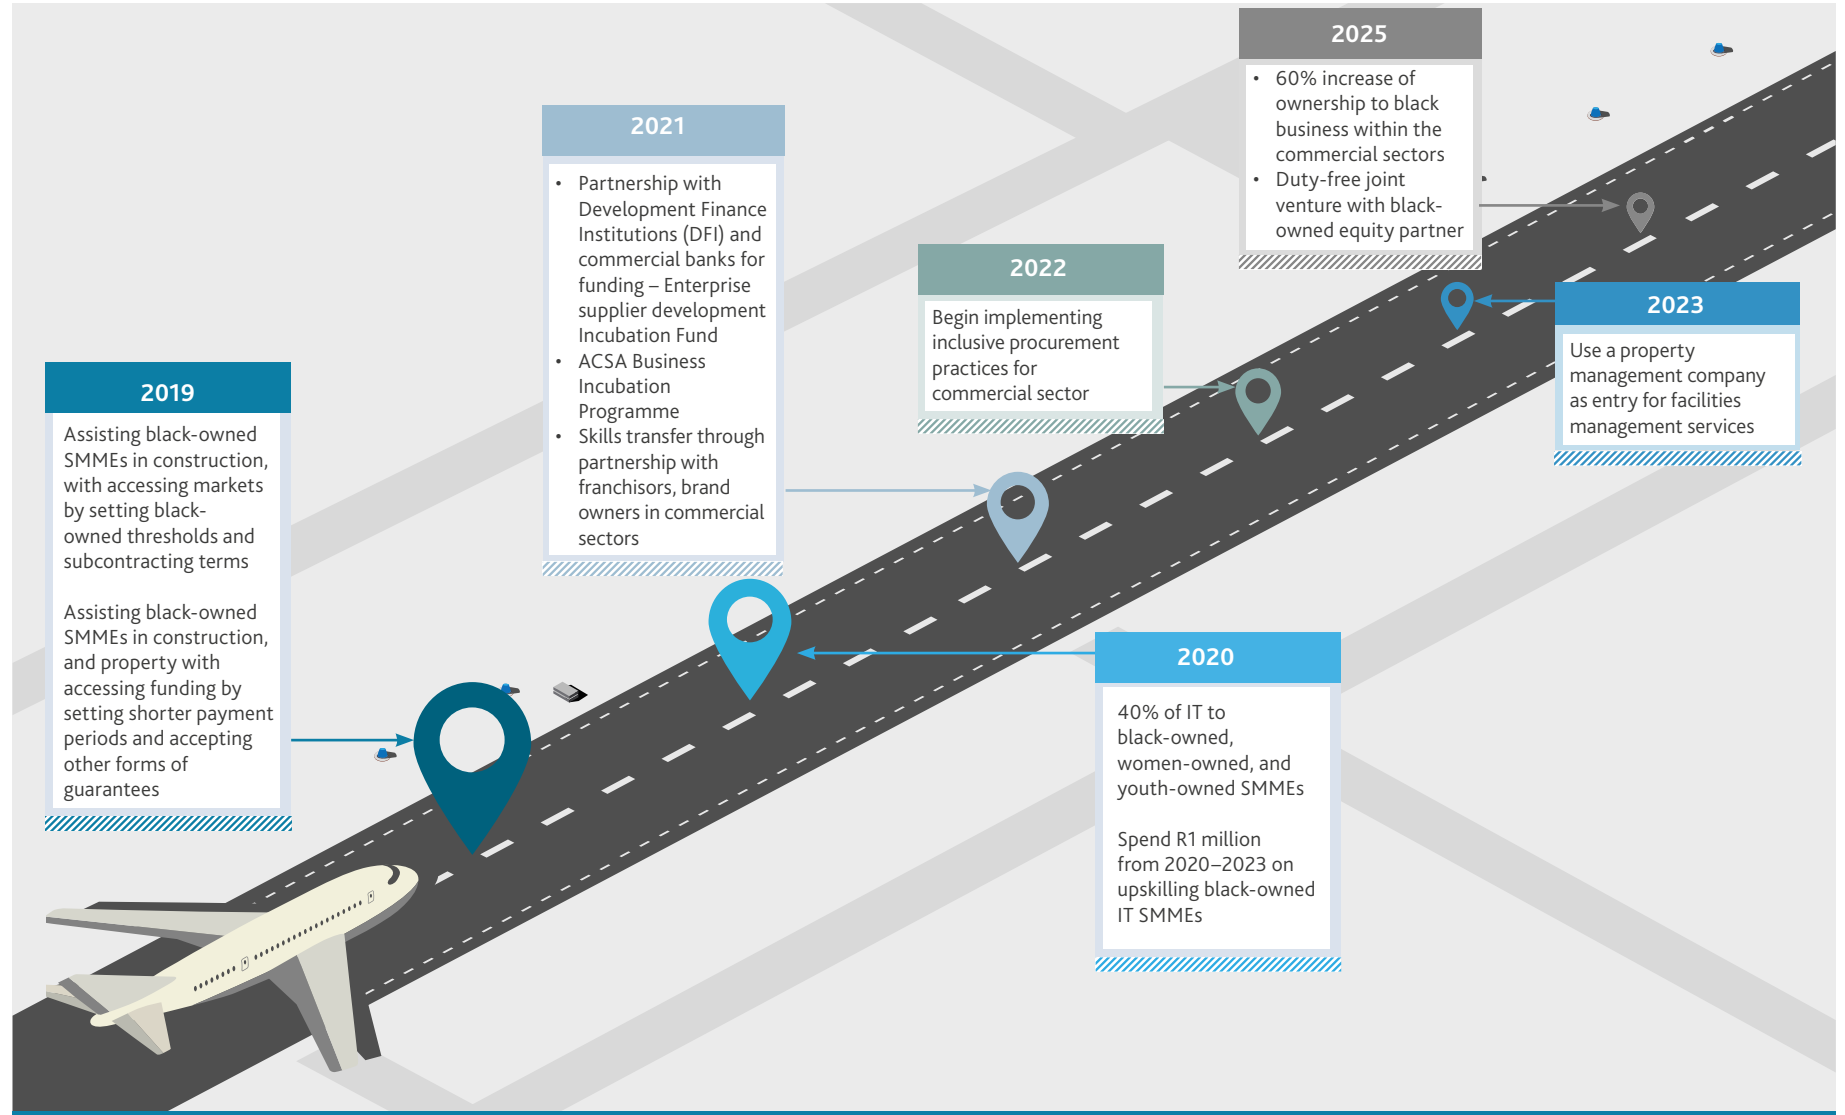 2019
Assisting black-owned
SMMEs in construction,
with accessing markets
by setting black-
owned thresholds and
subcontracting terms
Assisting black-owned
SMMEs in construction,
and property with
accessing funding by
setting shorter payment
periods and accepting
other forms of
guarantees
2021
• Partnership with
Development Finance
Institutions (DFI) and
commercial banks for
funding – Enterprise
supplier development
Incubation Fund
• ACSA Business
Incubation
Programme
• Skills transfer through
partnership with
franchisors, brand
owners in commercial
sectors
2022
Begin implementing
inclusive procurement
practices for
commercial sector
2025
• 60% increase of
ownership to black
business within the
commercial sectors
• Duty-free joint
venture with black-
owned equity partner
2023
Use a property
management company
as entry for facilities
management services
2020
40% of IT to
black-owned,
women-owned, and
youth-owned SMMEs
Spend R1 million
from 2020–2023 on
upskilling black-owned
IT SMMEs